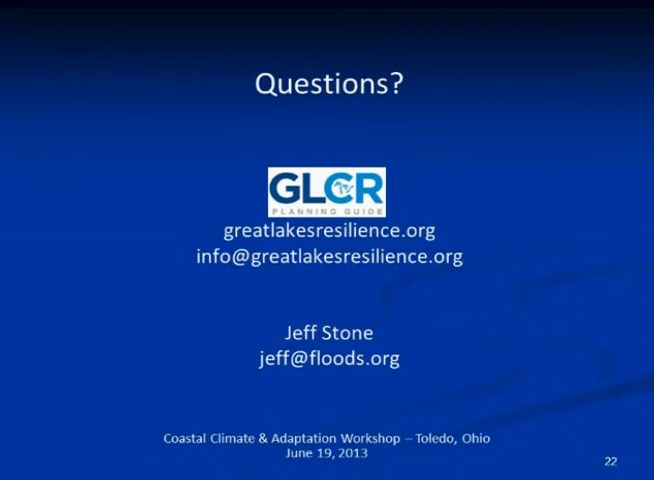 Questions?
GLCR
PLANNING GUIDE
greatlakesresilience.org
info@greatlakesresilience.org
Jeff Stone
jeff@floods.org
Coastal Climate & Adaptation Workshop – Toledo, Ohio
June 19, 2013
22